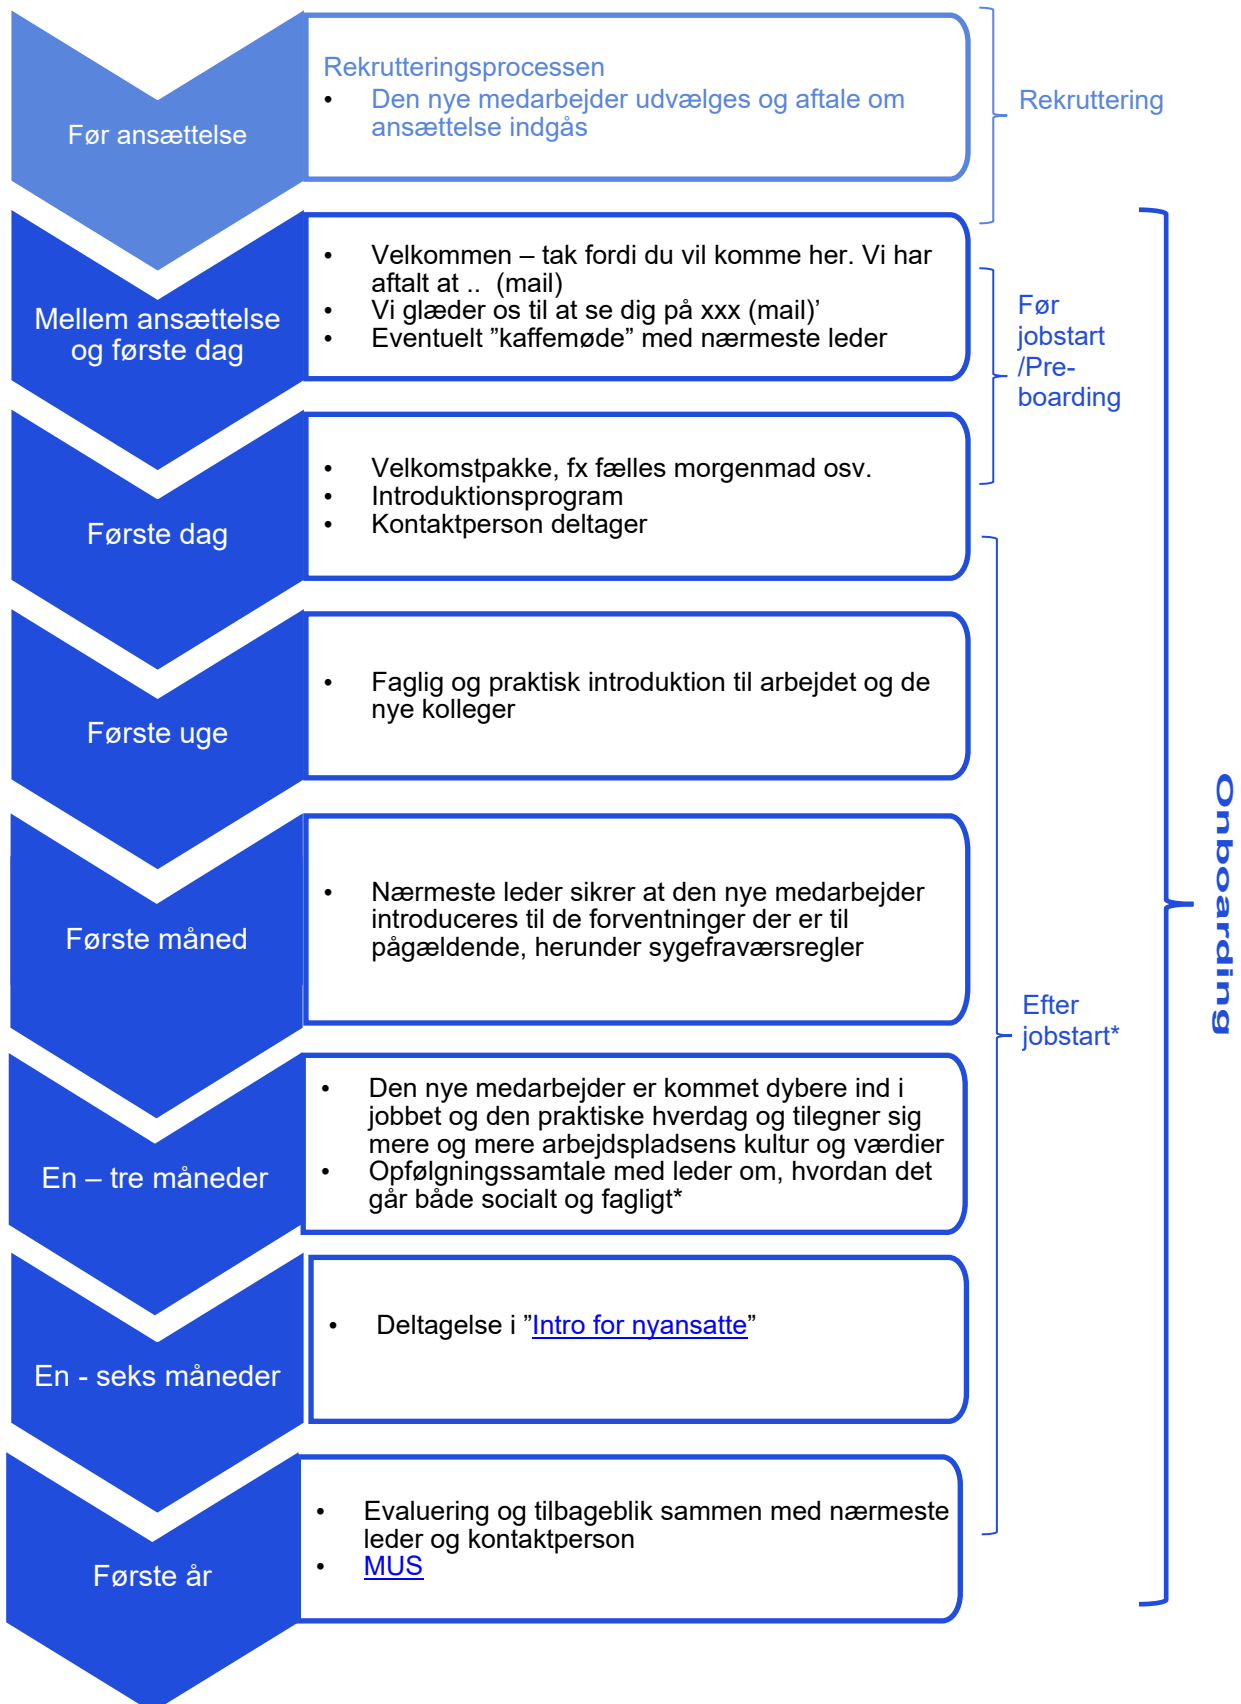 Før ansættelse
Rekrutteringsprocessen
• Den nye medarbejder udvælges og aftale om
ansættelse indgås
Rekruttering
Mellem ansættelse
og første dag
• Velkommen – tak fordi du vil komme her. Vi har
aftalt at ..  (mail)
• Vi glæder os til at se dig på xxx (mail)’
• Eventuelt ”kaffemøde” med nærmeste leder
Før
jobstart
/Pre-
boarding
Første dag
• Velkomstpakke, fx fælles morgenmad osv.
• Introduktionsprogram
• Kontaktperson deltager
Første uge
• Faglig og praktisk introduktion til arbejdet og de
nye kolleger
Første måned
• Nærmeste leder sikrer at den nye medarbejder
introduceres til de forventninger der er til
pågældende, herunder sygefraværsregler
Efter
jobstart*
Onboarding
En – tre måneder
• Den nye medarbejder er kommet dybere ind i
jobbet og den praktiske hverdag og tilegner sig
mere og mere arbejdspladsens kultur og værdier
• Opfølgningssamtale med leder om, hvordan det
går både socialt og fagligt*
En - seks måneder
• Deltagelse i ”Intro for nyansatte”
Første år
• Evaluering og tilbageblik sammen med nærmeste
leder og kontaktperson
• MUS